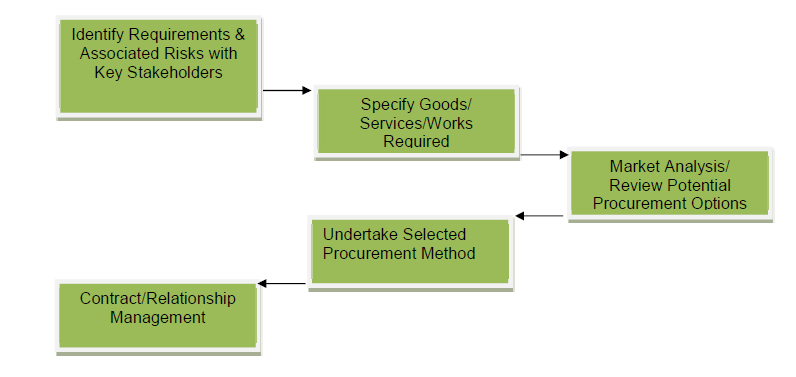 Identify Requirements &
Associated Risks with
Key Stakeholders
Specify Goods/
Services/Works
Required
Market Analysis/
Review Potential
Procurement Options
Undertake Selected
Procurement Method
Contract/Relationship
Management